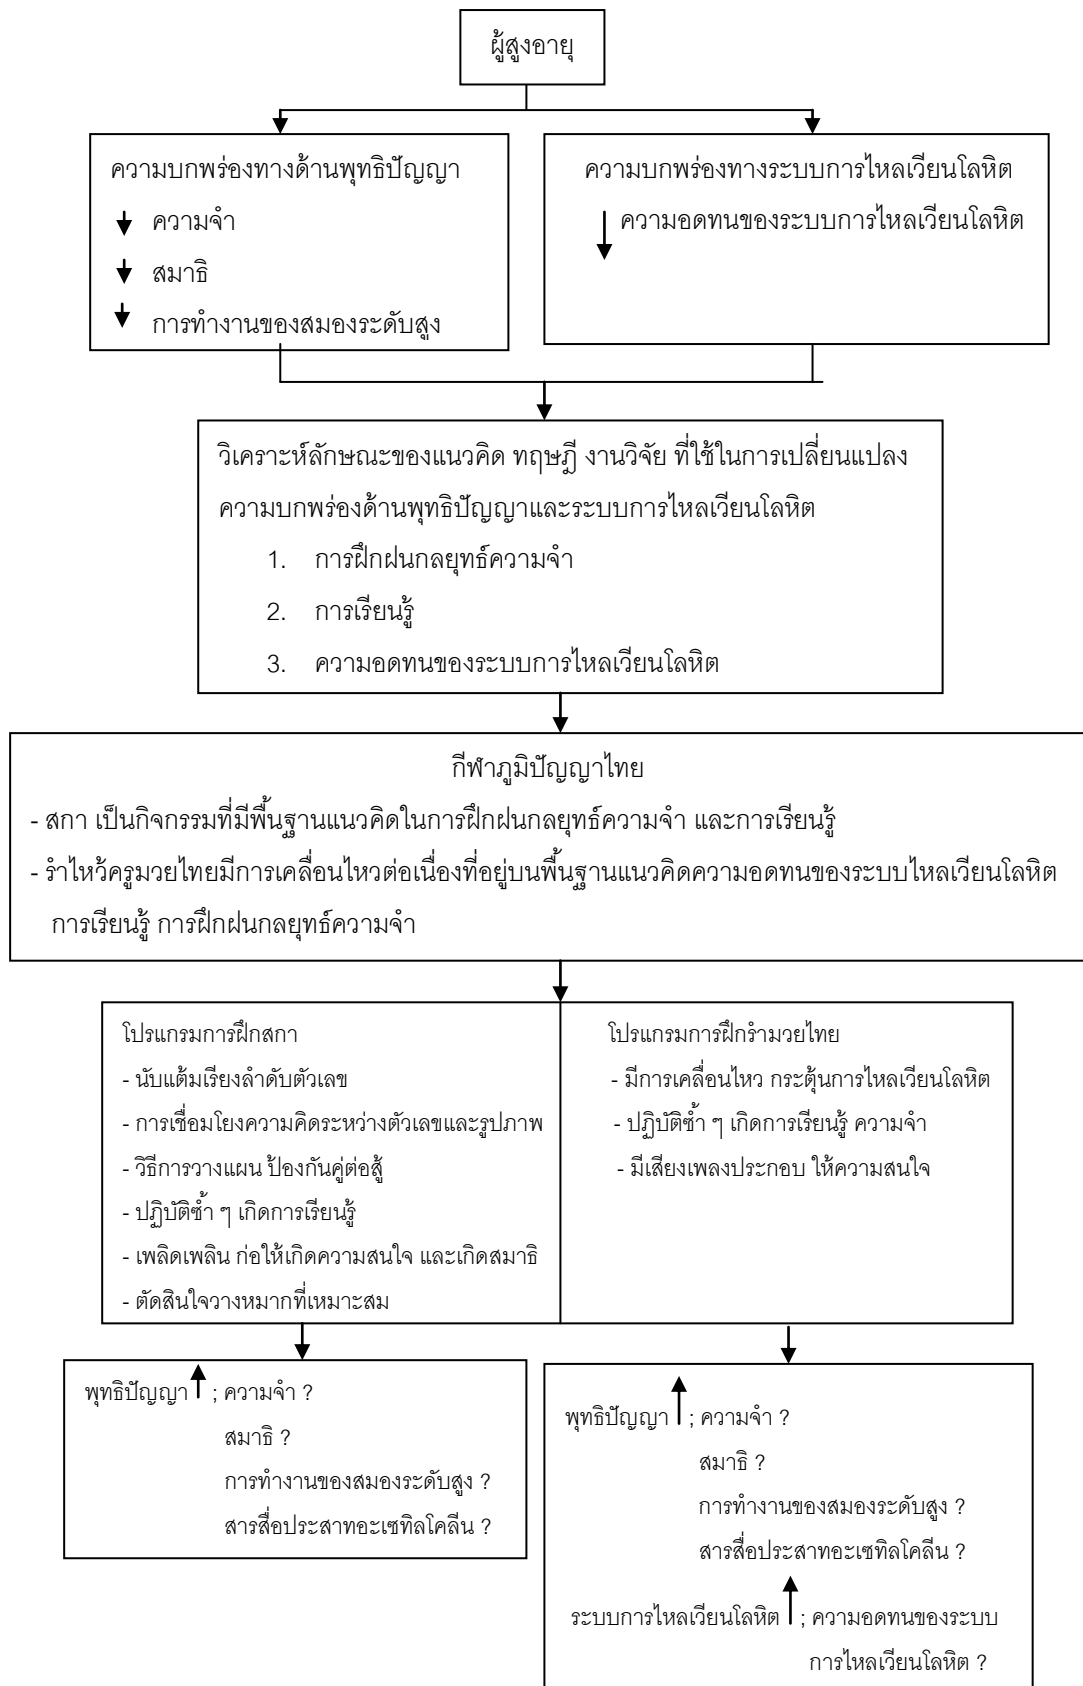 ผู้สูงอายุ
ความบกพร่องทางด้านพุทธิปัญญา
ความจำ
สมาธิ
การทำงานของสมองระดับสูง
ความบกพร่องทางระบบการไหลเวียนโลหิต
ความอดทนของระบบการไหลเวียนโลหิต
วิเคราะห์ลักษณะของแนวคิด ทฤษฎี งานวิจัย ที่ใช้ในการเปลี่ยนแปลง
ความบกพร่องด้านพุทธิปัญญาและระบบการไหลเวียนโลหิต
1. การฝึกฝนกลยุทธ์ความจำ
2. การเรียนรู้
3. ความอดทนของระบบการไหลเวียนโลหิต
กีฬาภูมิปัญญาไทย
- สกา เป็นกิจกรรมที่มีพื้นฐานแนวคิดในการฝึกฝนกลยุทธ์ความจำ และการเรียนรู้
- รำไหว้ครูมวยไทยมีการเคลื่อนไหวต่อเนื่องที่อยู่บนพื้นฐานแนวคิดความอดทนของระบบไหลเวียนโลหิต
การเรียนรู้ การฝึกฝนกลยุทธ์ความจำ
โปรแกรมการฝึกสกา
- นับแต้มเรียงลำดับตัวเลข
- การเชื่อมโยงความคิดระหว่างตัวเลขและรูปภาพ
- วิธีการวางแผน ป้องกันคู่ต่อสู้
- ปฏิบัติซ้ำ ๆ เกิดการเรียนรู้
- เพลิดเพลิน ก่อให้เกิดความสนใจ และเกิดสมาธิ
- ตัดสินใจวางหมากที่เหมาะสม
โปรแกรมการฝึกรำมวยไทย
- มีการเคลื่อนไหว กระตุ้นการไหลเวียนโลหิต
- ปฏิบัติซ้ำ ๆ เกิดการเรียนรู้ ความจำ
- มีเสียงเพลงประกอบ ให้ความสนใจ
พุทธิปัญญา ; ความจำ ?
สมาธิ ?
การทำงานของสมองระดับสูง ?
สารสื่อประสาทอะเซทิลโคลีน ?
พุทธิปัญญา ; ความจำ ?
สมาธิ ?
การทำงานของสมองระดับสูง ?
สารสื่อประสาทอะเซทิลโคลีน ?
ระบบการไหลเวียนโลหิต ; ความอดทนของระบบ
การไหลเวียนโลหิต ?